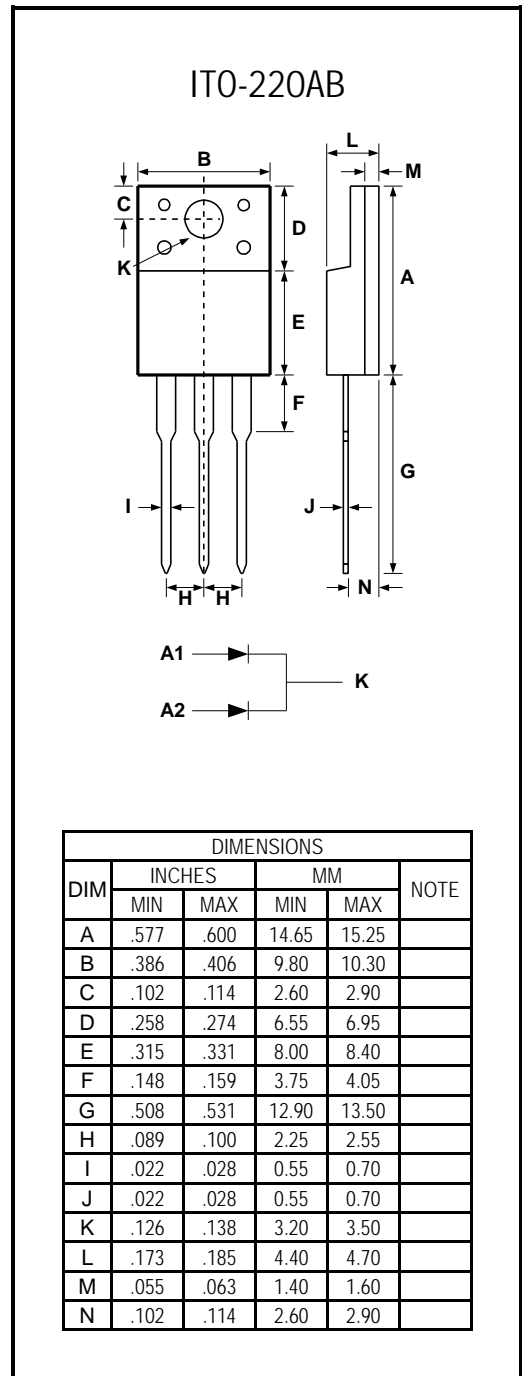 ITO-220AB
L
B
M
C
D
K
A
E
F
G
I
J
H H
N
A1
K
A2
DIMENSIONS
DIM INCHES MM NOTE
MIN MAX MIN MAX
A .577 .600 14.65 15.25
B .386 .406 9.80 10.30
C .102 .114 2.60 2.90
D .258 .274 6.55 6.95
E .315 .331 8.00 8.40
F .148 .159 3.75 4.05
G .508 .531 12.90 13.50
H .089 .100 2.25 2.55
I .022 .028 0.55 0.70
J .022 .028 0.55 0.70
K .126 .138 3.20 3.50
L .173 .185 4.40 4.70
M .055 .063 1.40 1.60
N .102 .114 2.60 2.90